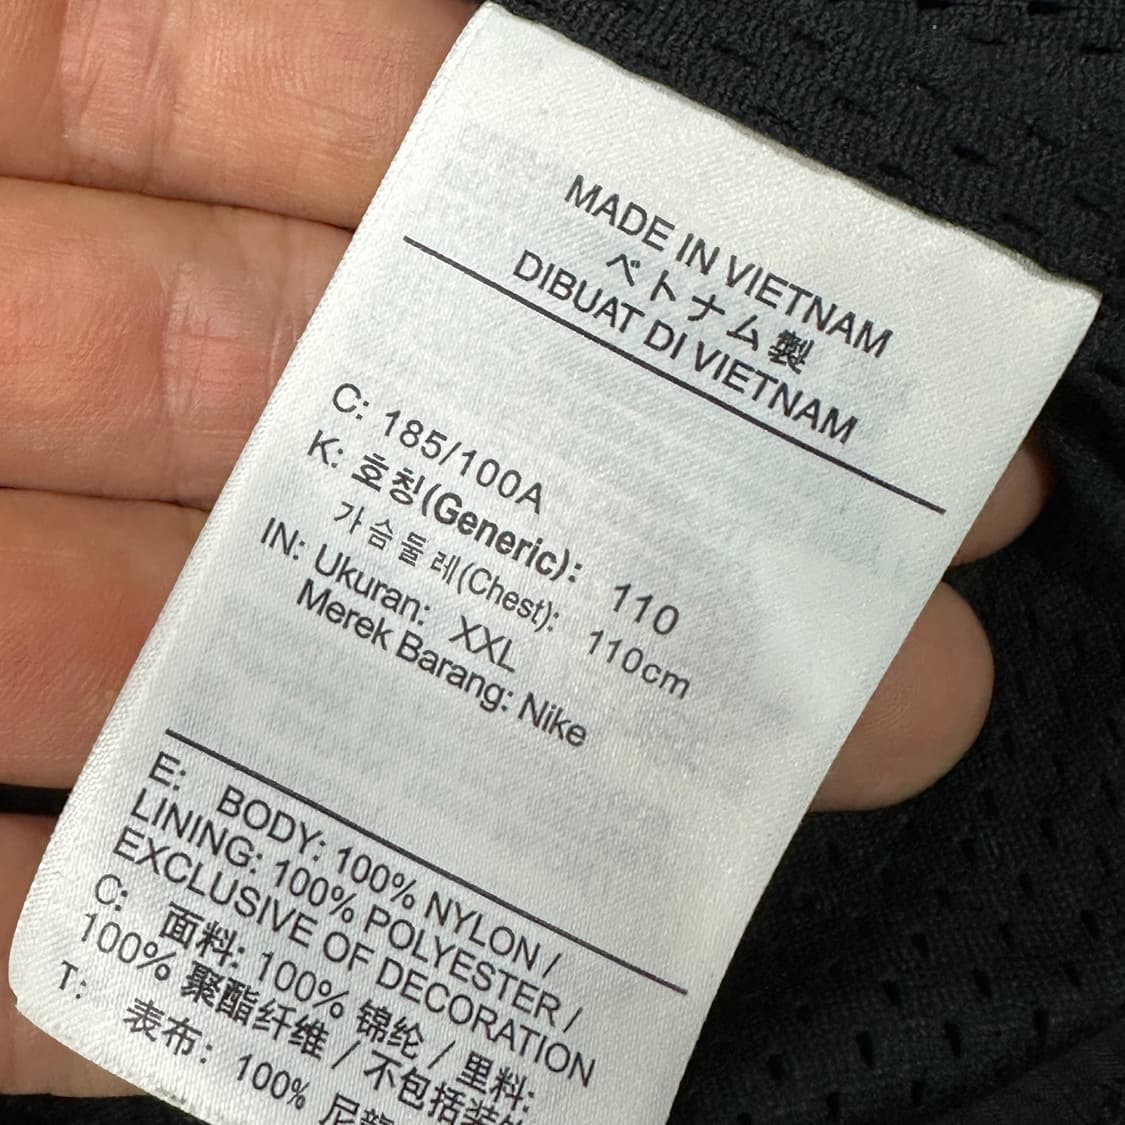 MADE IN VIETNAM
ベトナム製
DIBUAT DI VIETNAM
C: 185/100A
K: 호칭(Generic): 110
가슴둘레(Chest): 110cm
IN: Ukuran: XXL
Merek Barang: Nike
E: BODY: 100% NYLON /
LINING: 100% POLYESTER /
EXCLUSIVE OF DECORATION
C: 面料: 100% 锦纶 / 里料:
100% 聚酯纤维 / 不包括装
T: 表布: 100% 尼龍